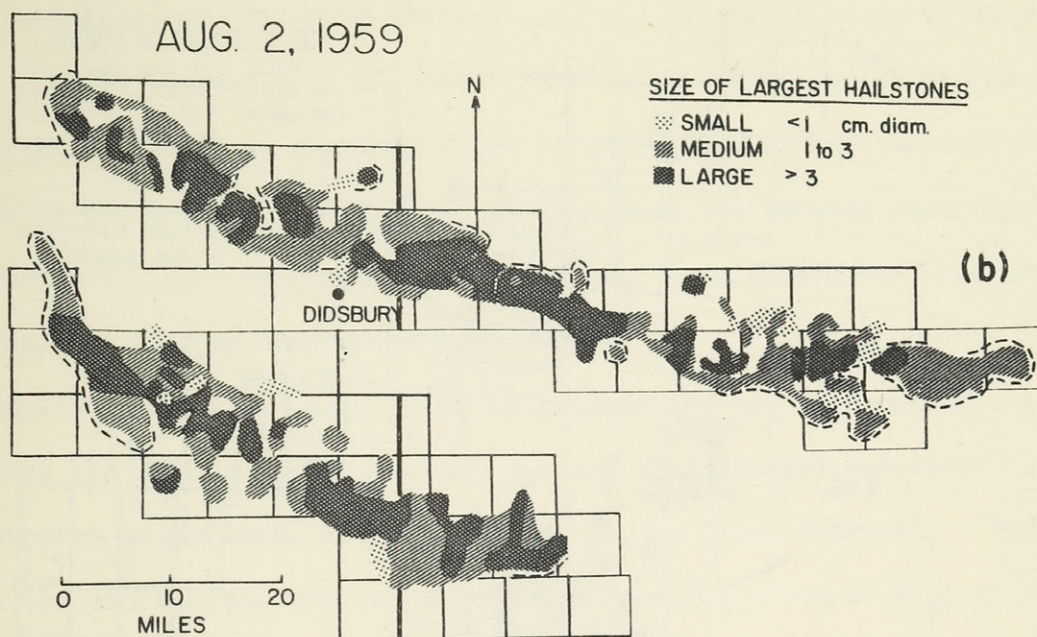 AUG. 2, 1959
N
SIZE OF LARGEST HAILSTONES
SMALL <1 cm. diam.
MEDIUM 1 to 3
LARGE > 3
(b)
DIDSBURY
0 10 20
MILES